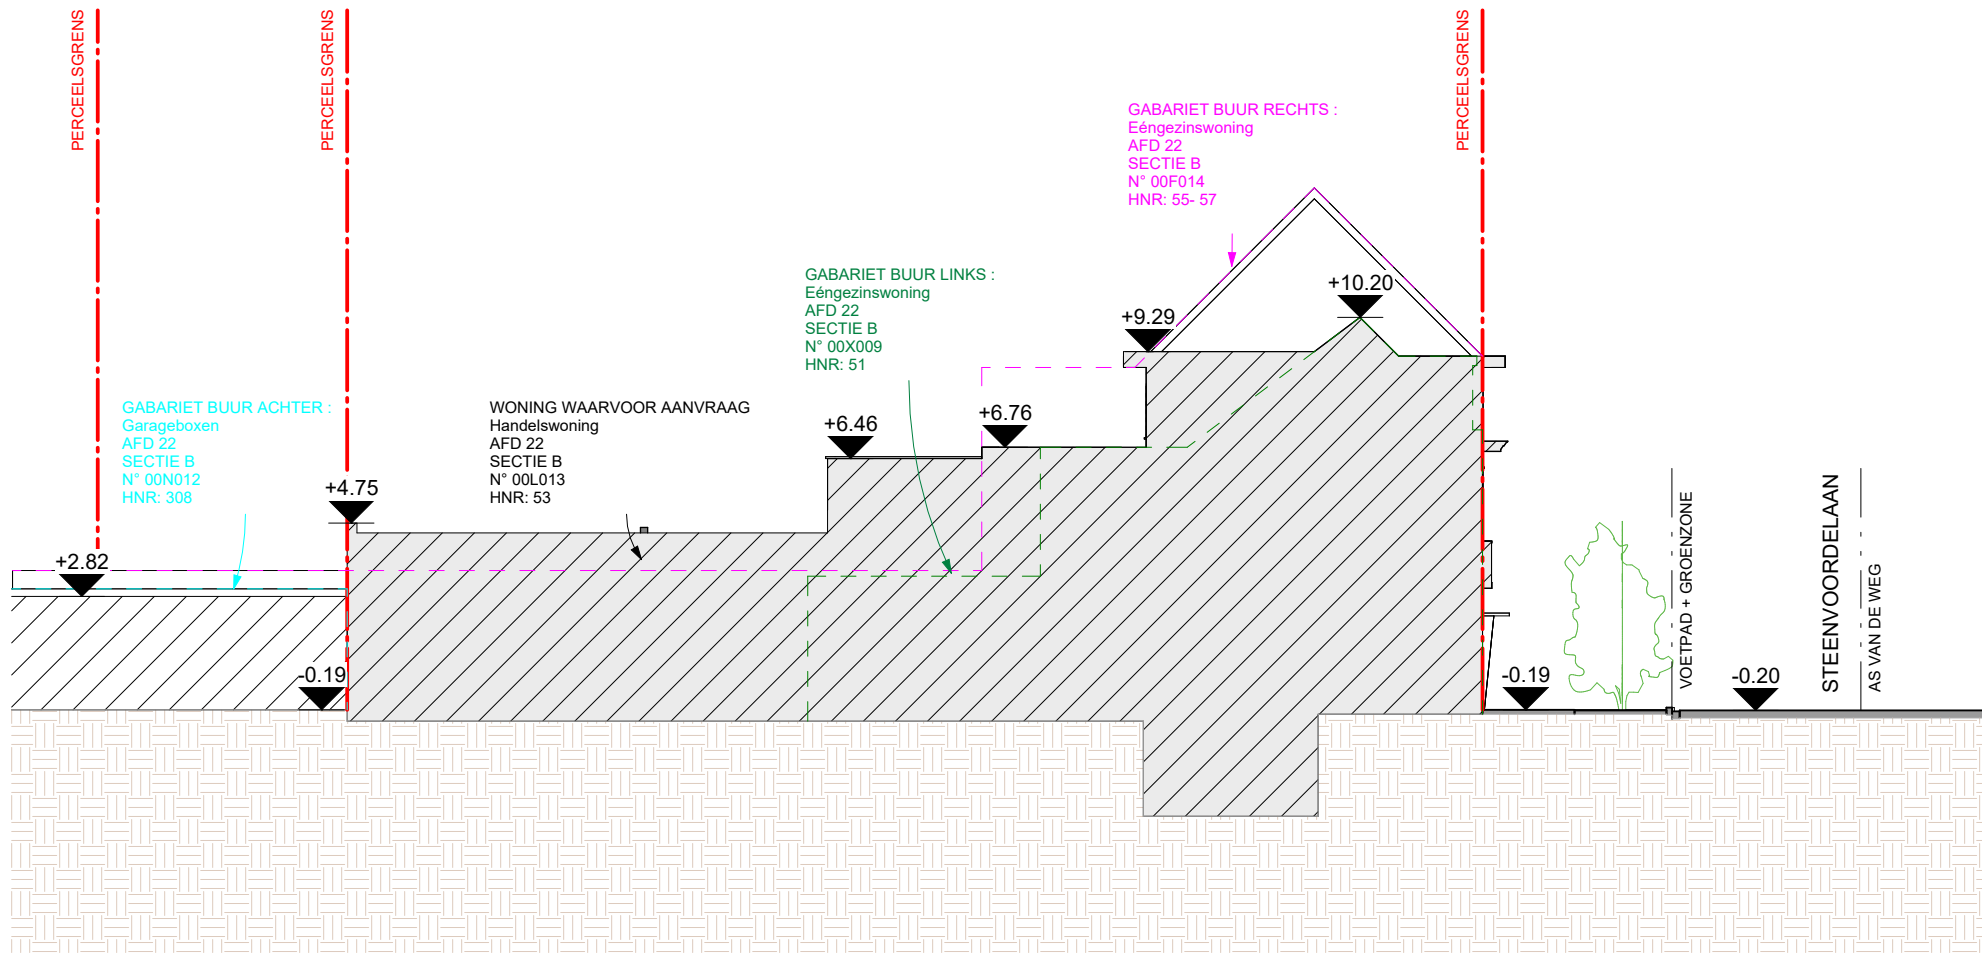 PERCEELSGRENS
PERCEELSGRENS
PERCEELSGRENS
GABARIET BUUR RECHTS :
Eéngezinswoning
AFD 22
SECTIE B
N° 00F014
HNR: 55- 57
GABARIET BUUR LINKS :
Eéngezinswoning
AFD 22
SECTIE B
N° 00X009
HNR: 51
+10.20
+9.29
GABARIET BUUR ACHTER :
Garageboxen
AFD 22
SECTIE B
N° 00N012
HNR: 308
WONING WAARVOOR AANVRAAG
Handelswoning
AFD 22
SECTIE B
N° 00L013
HNR: 53
+6.46
+6.76
+4.75
+2.82
-0.19
-0.19
VOETPAD + GROENZONE
-0.20
STEENVOORDELAAN
AS VAN DE WEG